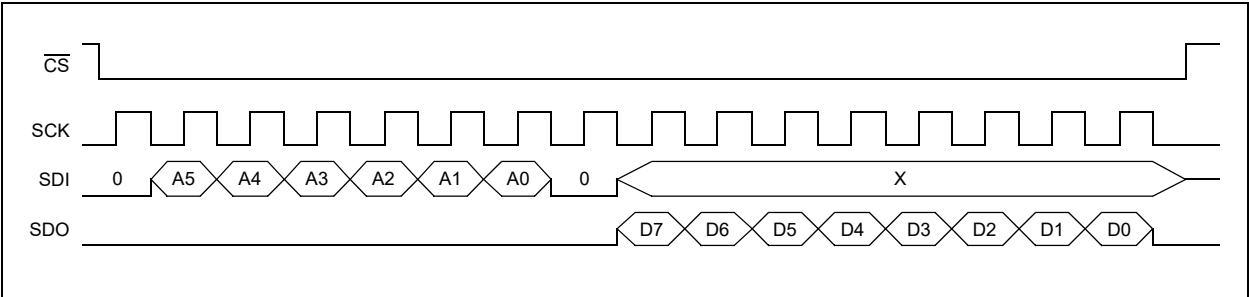 CS
SCK
SDI 0 A5 A4 A3 A2 A1 A0 0 X
SDO D7 D6 D5 D4 D3 D2 D1 D0